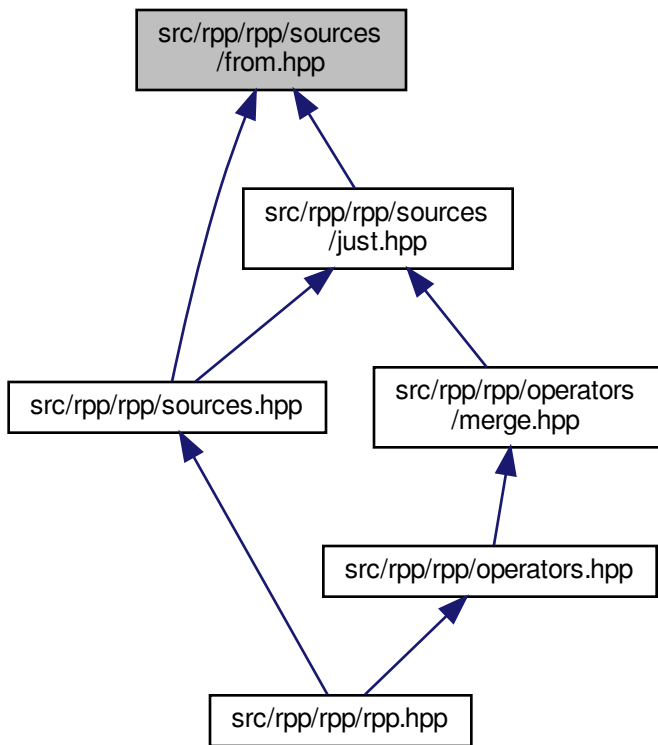 src/rpp/rpp/sources
/from.hpp
src/rpp/rpp/sources
/just.hpp
src/rpp/rpp/sources.hpp
src/rpp/rpp/operators
/merge.hpp
src/rpp/rpp/operators.hpp
src/rpp/rpp/rpp.hpp